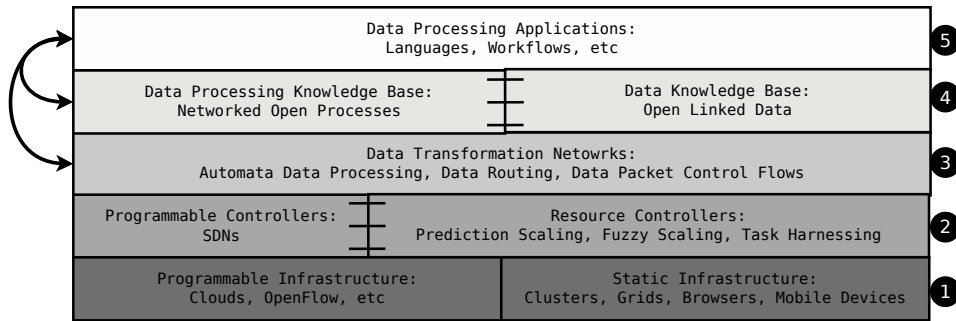 Data Processing Applications:
Languages, Workflows, etc
5
Data Processing Knowledge Base:
Networked Open Processes
Data Knowledge Base:
Open Linked Data
4
Data Transformation Netowrks:
Automata Data Processing, Data Routing, Data Packet Control Flows
3
Programmable Controllers:
SDNs
Resource Controllers:
Prediction Scaling, Fuzzy Scaling, Task Harnessing
2
Programmable Infrastructure:
Clouds, OpenFlow, etc
Static Infrastructure:
Clusters, Grids, Browsers, Mobile Devices
1